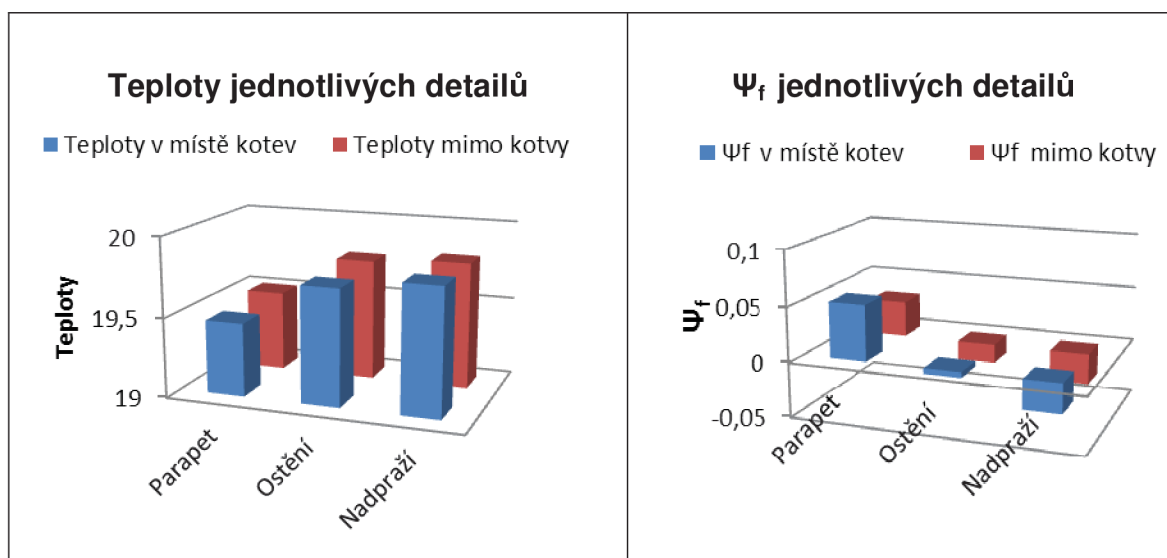 Teploty jednotlivých detailů
Teploty v místě kotev
Teploty mimo kotvy
20
19,5
19
Teploty
Parapet
Ostění
Nadpraží
Ψf jednotlivých detailů
Ψf v místě kotev
Ψf mimo kotvy
0,1
0,05
0
-0,05
Ψf
Parapet
Ostění
Nadpraží